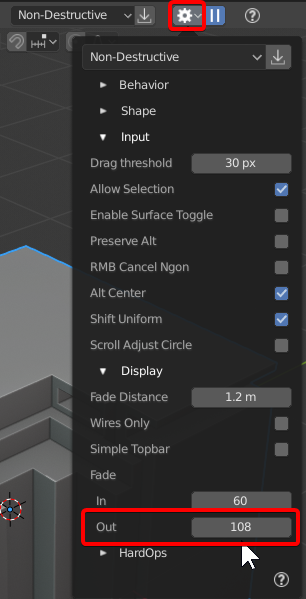 Non-Destructive
Non-Destructive
Behavior
Shape
Input
Drag threshold 30 px
Allow Selection
Enable Surface Toggle
Preserve Alt
RMB Cancel Ngon
Alt Center
Shift Uniform
Scroll Adjust Circle
Display
Fade Distance 1.2 m
Wires Only
Simple Topbar
Fade
In 60
Out 108
HardOps